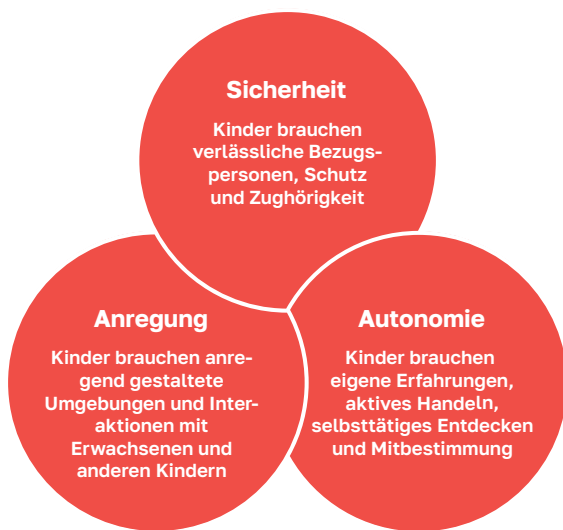 Sicherheit
Kinder brauchen
verlässliche Bezugs-
personen, Schutz
und Zughörigkeit
Anregung
Kinder brauchen anre-
gend gestaltete
Umgebungen und Inter-
aktionen mit
Erwachsenen und
anderen Kindern
Autonomie
Kinder brauchen
eigene Erfahrungen,
aktives Handeln,
selbsttätiges Entdecken
und Mitbestimmung